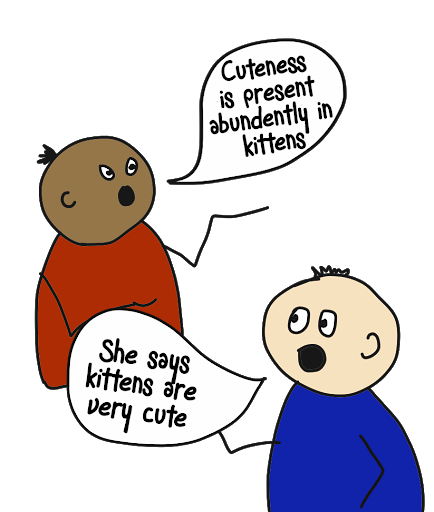 Cuteness
is present
abundently in
kittens
She says
kittens are
very cute